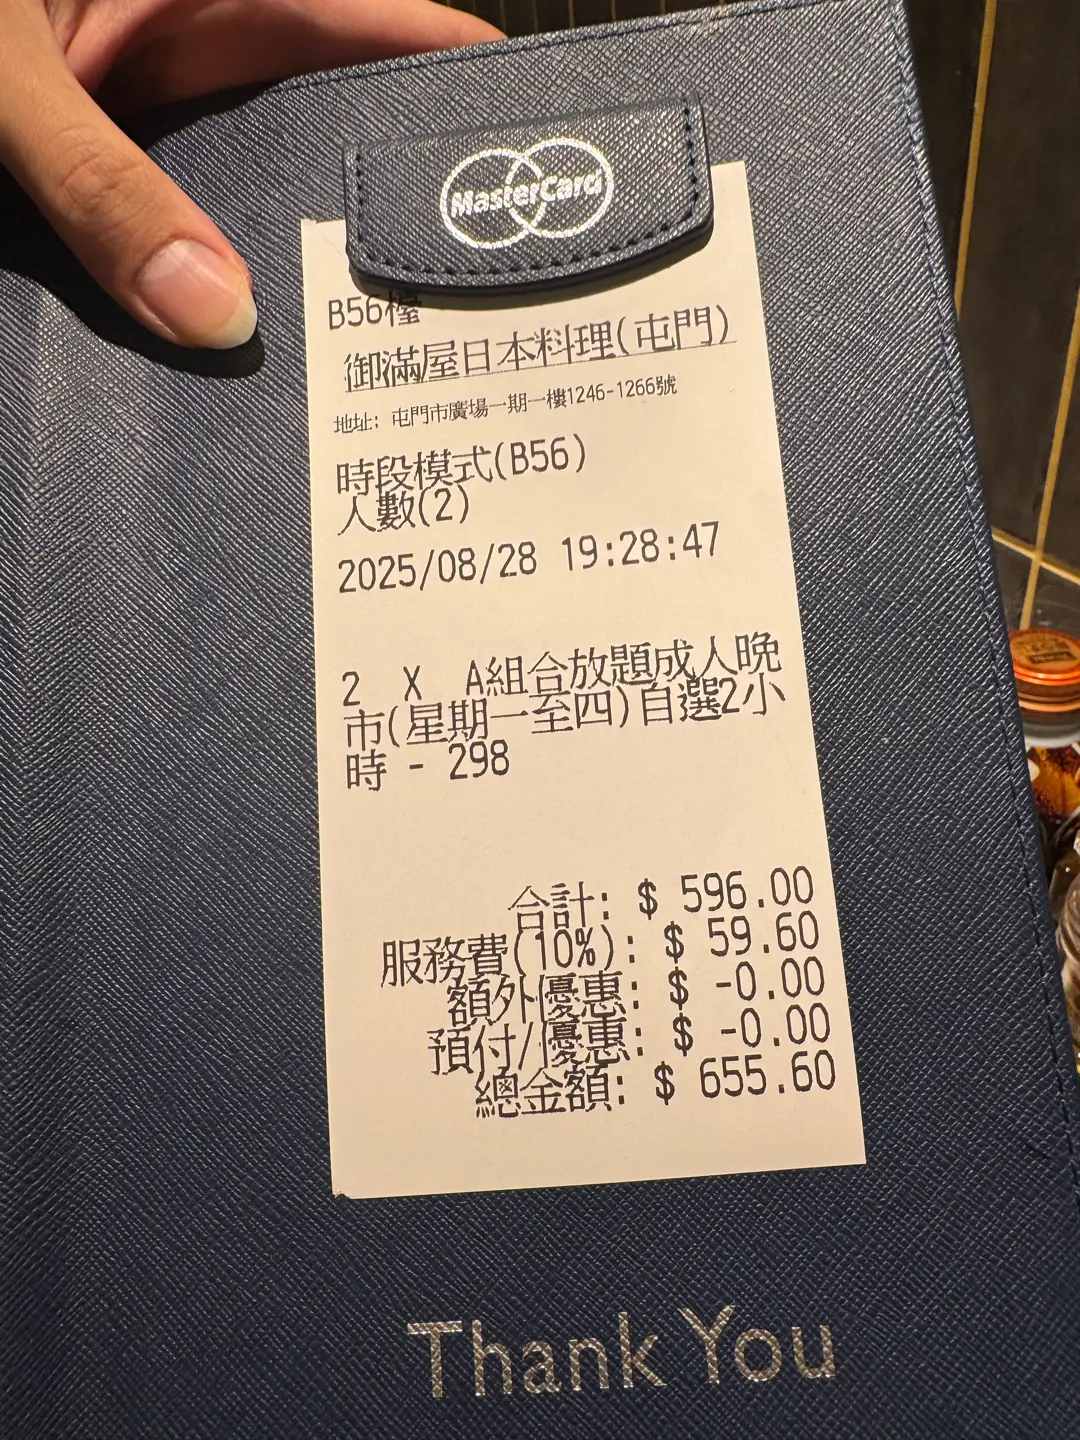 MasterCard
B56檯
御滿屋日本料理(屯門)
地址: 屯門市廣場一期一樓1246-1266號
時段模式(B56)
人數(2)
2025/08/28 19:28:47
2 X A組合放題成人晚
市(星期一至四)自選2小
時 - 298
合計: $ 596.00
服務費(10%): $ 59.60
額外優惠: $ -0.00
預付/優惠: $ -0.00
總金額: $ 655.60
Thank You